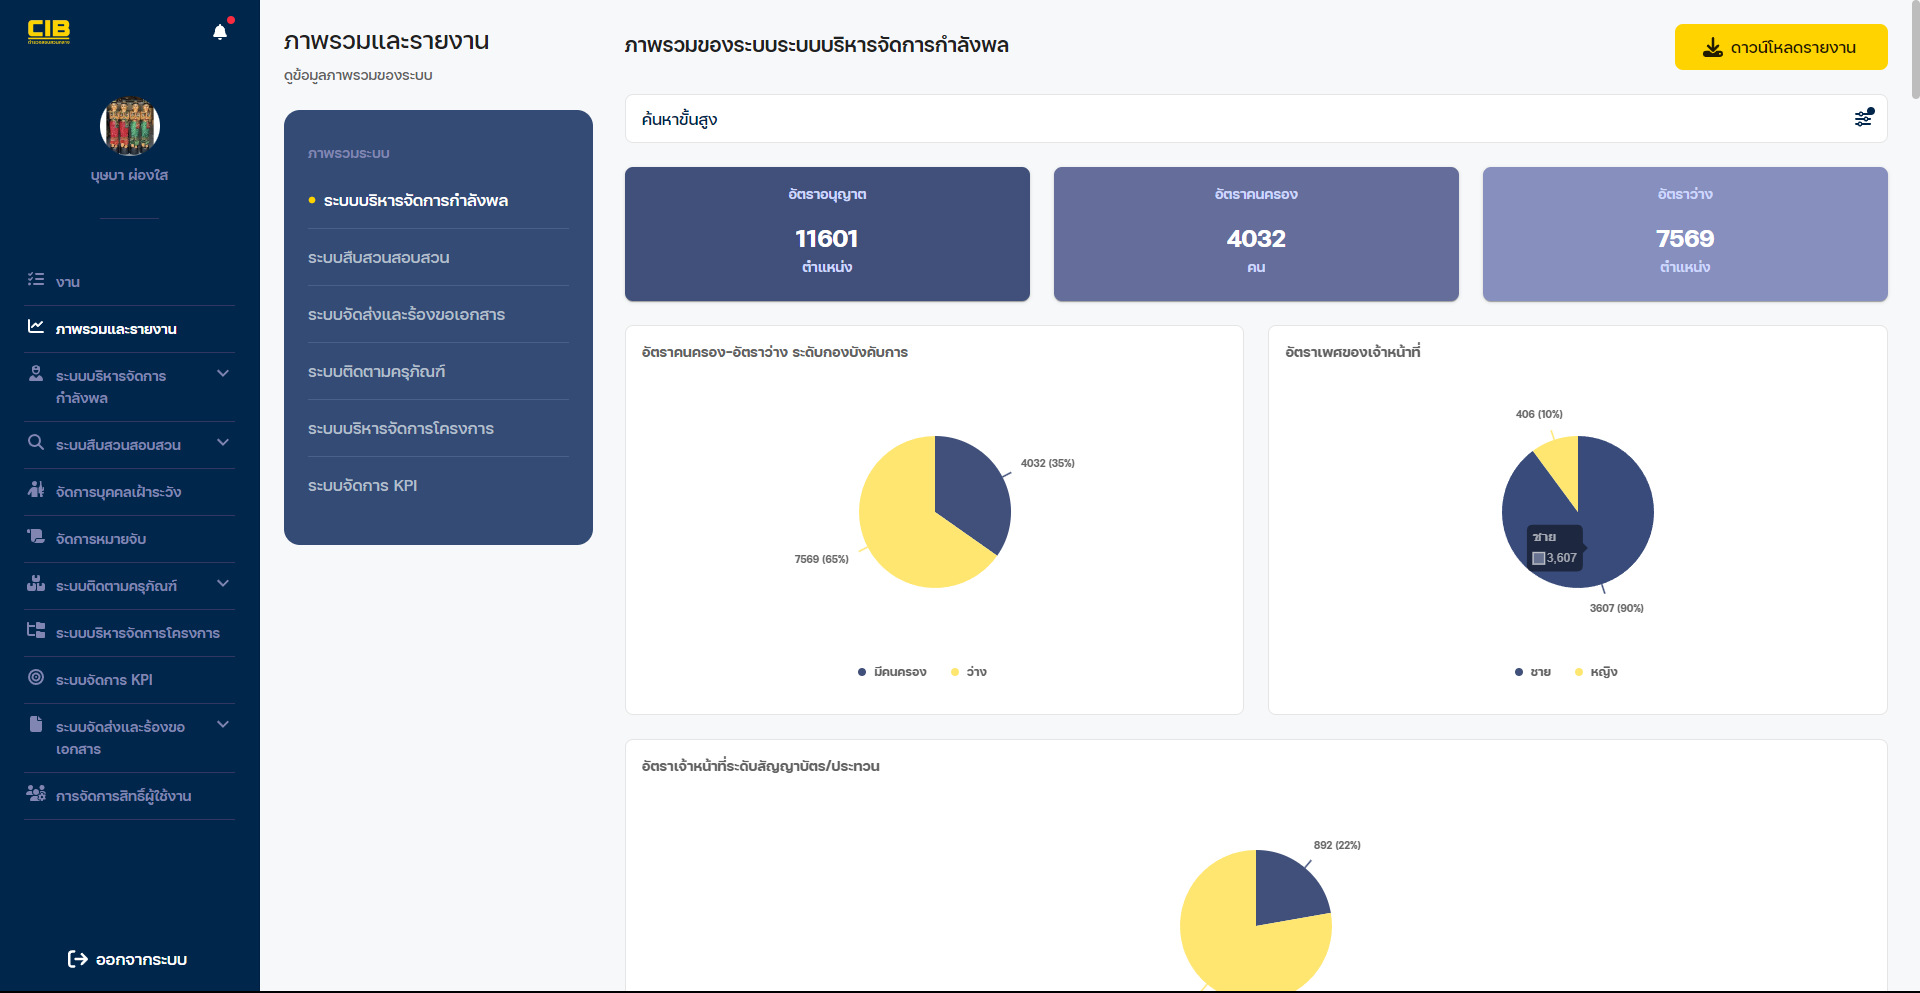 CIB
ตำรวจสอบสวนกลาง
บุษบา ผ่องใส
งาน
ภาพรวมและรายงาน
ระบบบริหารจัดการ
กำลังพล
ระบบสืบสวนสอบสวน
จัดการบุคคลเฝ้าระวัง
จัดการหมายจับ
ระบบติดตามครุภัณฑ์
ระบบบริหารจัดการโครงการ
ระบบจัดการ KPI
ระบบจัดส่งและร้องขอ
เอกสาร
การจัดการสิทธิ์ผู้ใช้งาน
ออกจากระบบ
ภาพรวมและรายงาน
ดูข้อมูลภาพรวมของระบบ
ภาพรวมระบบ
ระบบบริหารจัดการกำลังพล
ระบบสืบสวนสอบสวน
ระบบจัดส่งและร้องขอเอกสาร
ระบบติดตามครุภัณฑ์
ระบบบริหารจัดการโครงการ
ระบบจัดการ KPI
ภาพรวมของระบบระบบบริหารจัดการกำลังพล
ดาวน์โหลดรายงาน
ค้นหาขั้นสูง
อัตราอนุญาต
11601
ตำแหน่ง
อัตราคนครอง
4032
คน
อัตราว่าง
7569
ตำแหน่ง
อัตราคนครอง-อัตราว่าง ระดับกองบังคับการ
4032 (35%)
7569 (65%)
มีคนครอง
ว่าง
อัตราเพศของเจ้าหน้าที่
406 (10%)
ชาย
3,607
3607 (90%)
ชาย
หญิง
อัตราเจ้าหน้าที่ระดับสัญญาบัตร/ประทวน
892 (22%)